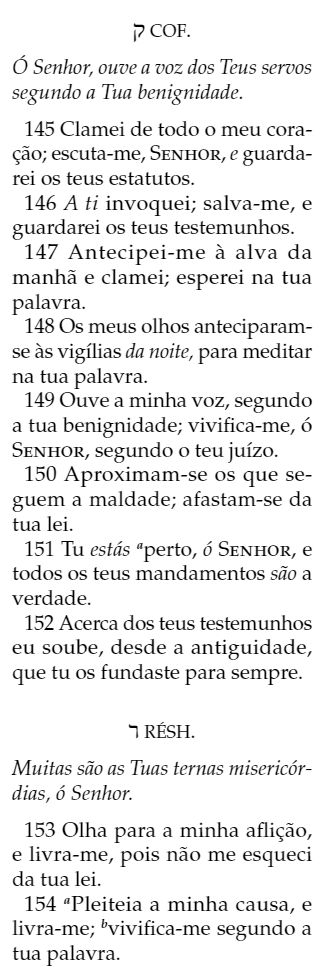 ק COF.
Ó Senhor, ouve a voz dos Teus servos
segundo a Tua benignidade.
145 Clamei de todo o meu cora-
ção; escuta-me, SENHOR, e guarda-
rei os teus estatutos.
146 A ti invoquei; salva-me, e
guardarei os teus testemunhos.
147 Antecipei-me à alva da
manhã e clamei; esperei na tua
palavra.
148 Os meus olhos anteciparam-
se às vigílias da noite, para meditar
na tua palavra.
149 Ouve a minha voz, segundo
a tua benignidade; vivifica-me, ó
SENHOR, segundo o teu juízo.
150 Aproximam-se os que se-
guem a maldade; afastam-se da
tua lei.
151 Tu estás ᵃperto, ó SENHOR, e
todos os teus mandamentos são a
verdade.
152 Acerca dos teus testemunhos
eu soube, desde a antiguidade,
que tu os fundaste para sempre.
ר RÉSH.
Muitas são as Tuas ternas misericór-
dias, ó Senhor.
153 Olha para a minha aflição,
e livra-me, pois não me esqueci
da tua lei.
154 ᵃPleiteia a minha causa, e
livra-me; ᵇvivifica-me segundo a
tua palavra.